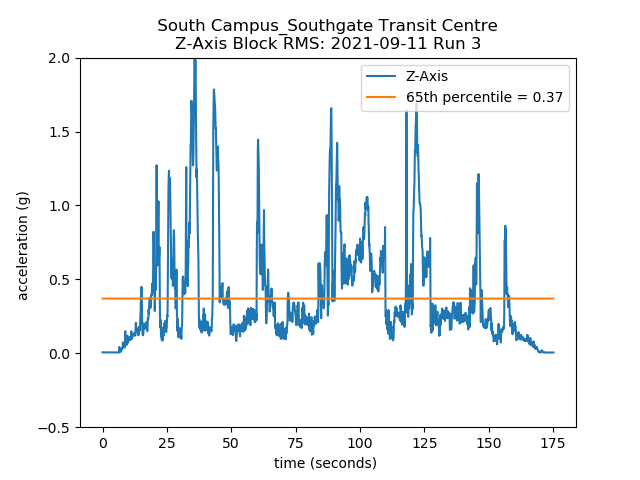 South Campus_Southgate Transit Centre
Z-Axis Block RMS: 2021-09-11 Run 3
Z-Axis
65th percentile = 0.37
2.0
1.5
1.0
0.5
0.0
−0.5
acceleration (g)
0 25 50 75 100 125 150 175
time (seconds)